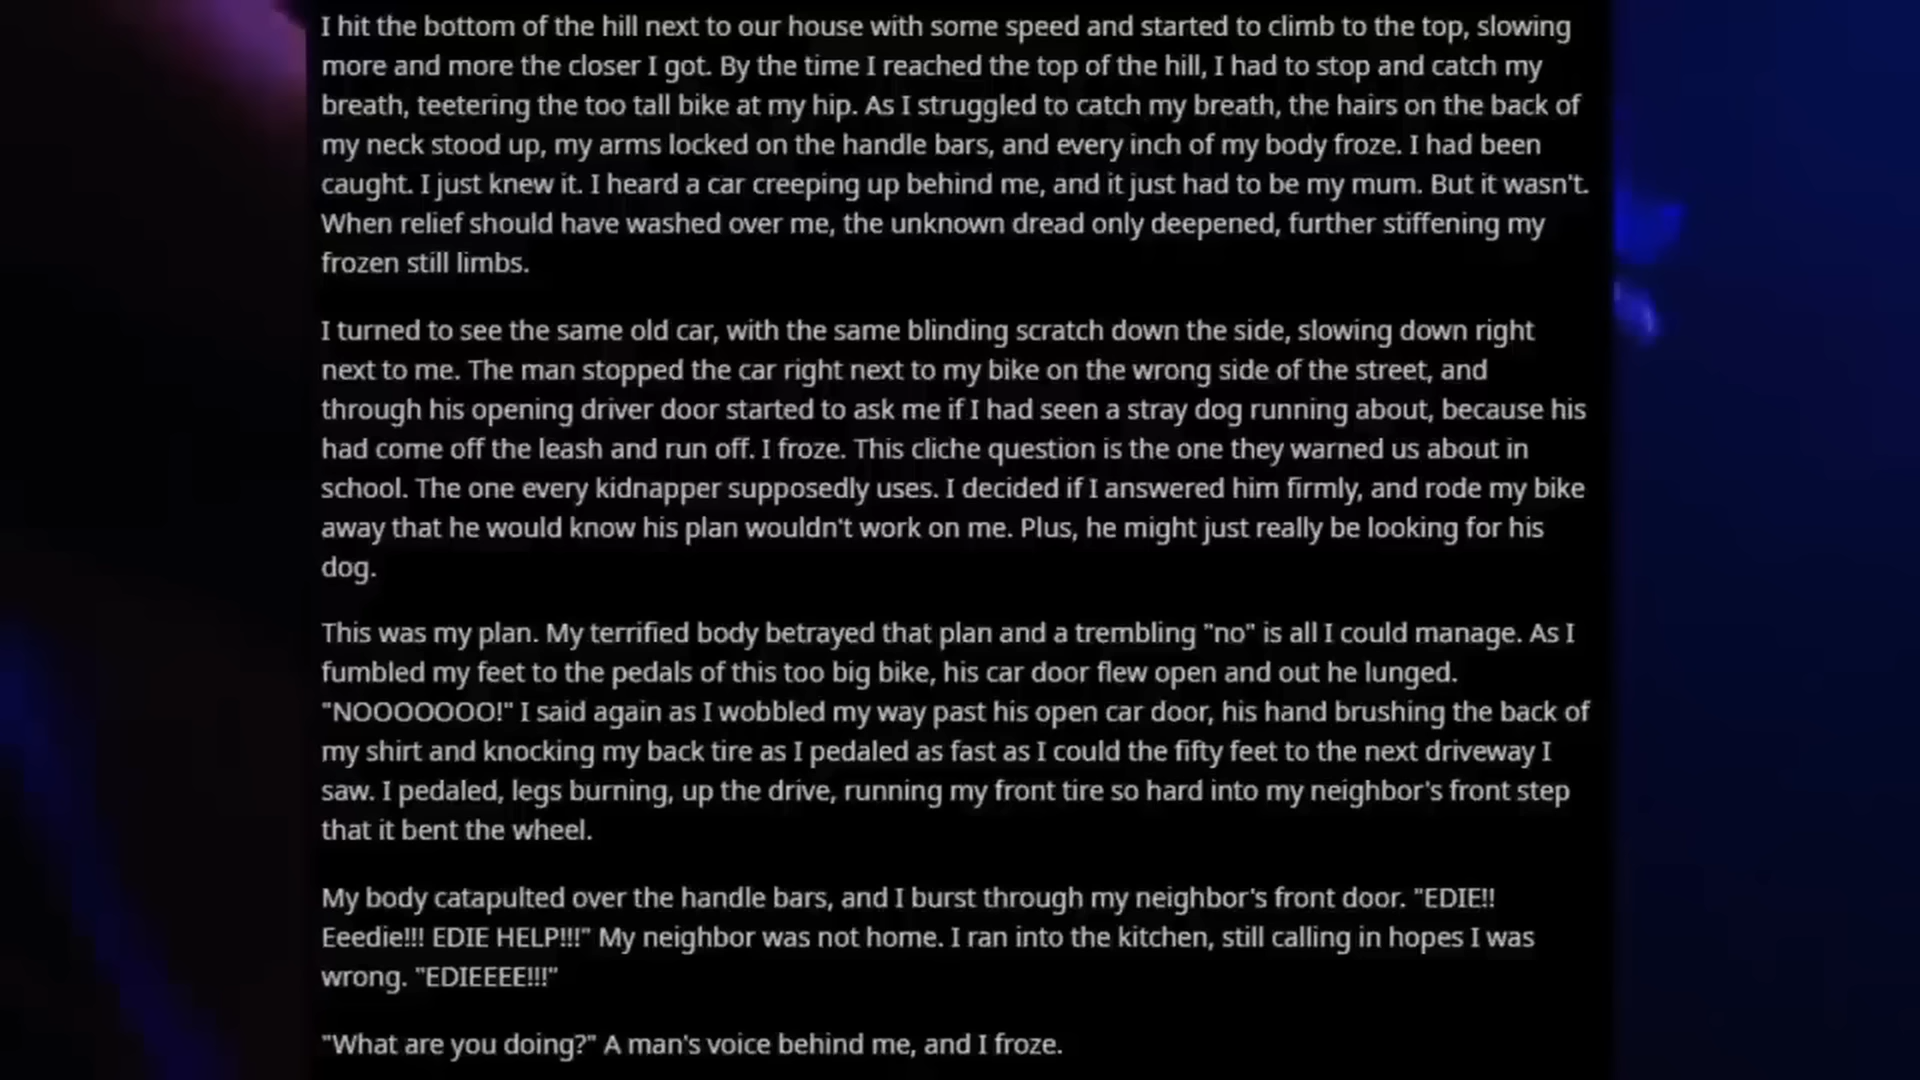 I hit the bottom of the hill next to our house with some speed and started to climb to the top, slowing
more and more the closer I got. By the time I reached the top of the hill, I had to stop and catch my
breath, teetering the too tall bike at my hip. As I struggled to catch my breath, the hairs on the back of
my neck stood up, my arms locked on the handle bars, and every inch of my body froze. I had been
caught. I just knew it. I heard a car creeping up behind me, and it just had to be my mum. But it wasn't.
When relief should have washed over me, the unknown dread only deepened, further stiffening my
frozen still limbs.
I turned to see the same old car, with the same blinding scratch down the side, slowing down right
next to me. The man stopped the car right next to my bike on the wrong side of the street, and
through his opening driver door started to ask me if I had seen a stray dog running about, because his
had come off the leash and run off. I froze. This cliche question is the one they warned us about in
school. The one every kidnapper supposedly uses. I decided if I answered him firmly, and rode my bike
away that he would know his plan wouldn't work on me. Plus, he might just really be looking for his
dog.
This was my plan. My terrified body betrayed that plan and a trembling "no" is all I could manage. As I
fumbled my feet to the pedals of this too big bike, his car door flew open and out he lunged.
"NOOOOOOO!" I said again as I wobbled my way past his open car door, his hand brushing the back of
my shirt and knocking my back tire as I pedaled as fast as I could the fifty feet to the next driveway I
saw. I pedaled, legs burning, up the drive, running my front tire so hard into my neighbor's front step
that it bent the wheel.
My body catapulted over the handle bars, and I burst through my neighbor's front door. "EDIE!!
Eeedie!!! EDIE HELP!!!" My neighbor was not home. I ran into the kitchen, still calling in hopes I was
wrong. "EDIEEEE!!!"
"What are you doing?" A man's voice behind me, and I froze.